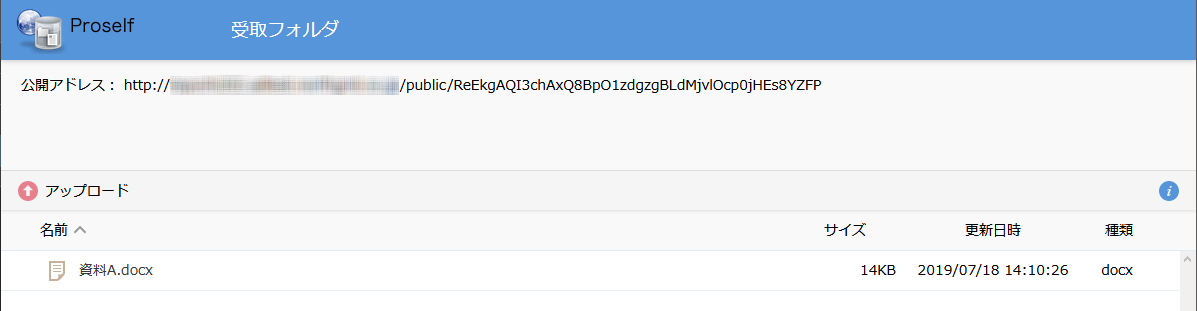 Proself 受取フォルダ
公開アドレス： http:// /public/ReEkgAQI3chAxQ8BpO1zdgzgBLdMjvlOcp0jHEs8YZFP
アップロード i
名前 サイズ 更新日時 種類
資料A.docx 14KB 2019/07/18 14:10:26 docx